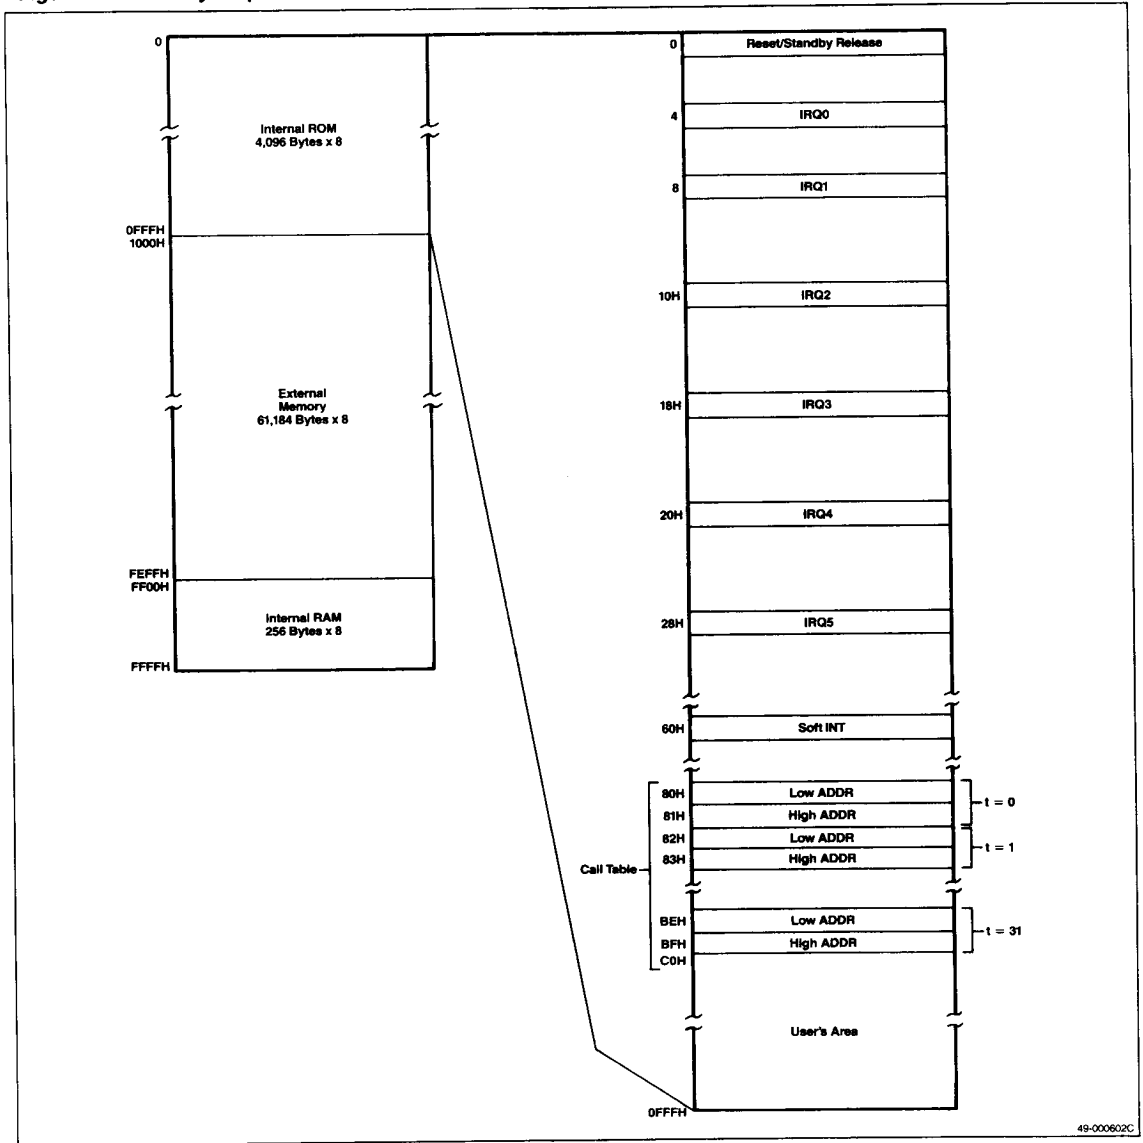 0
Internal ROM
4,096 Bytes x 8
0FFFH
1000H
External
Memory
61,184 Bytes x 8
FEFFH
FF00H
Internal RAM
256 Bytes x 8
FFFFH
0
Reset/Standby Release
4
IRQ0
8
IRQ1
10H
IRQ2
18H
IRQ3
20H
IRQ4
28H
IRQ5
60H
Soft INT
Call Table
80H
Low ADDR
81H
High ADDR
t = 0
82H
Low ADDR
83H
High ADDR
t = 1
BEH
Low ADDR
BFH
High ADDR
t = 31
C0H
User's Area
0FFFH
49-000602C